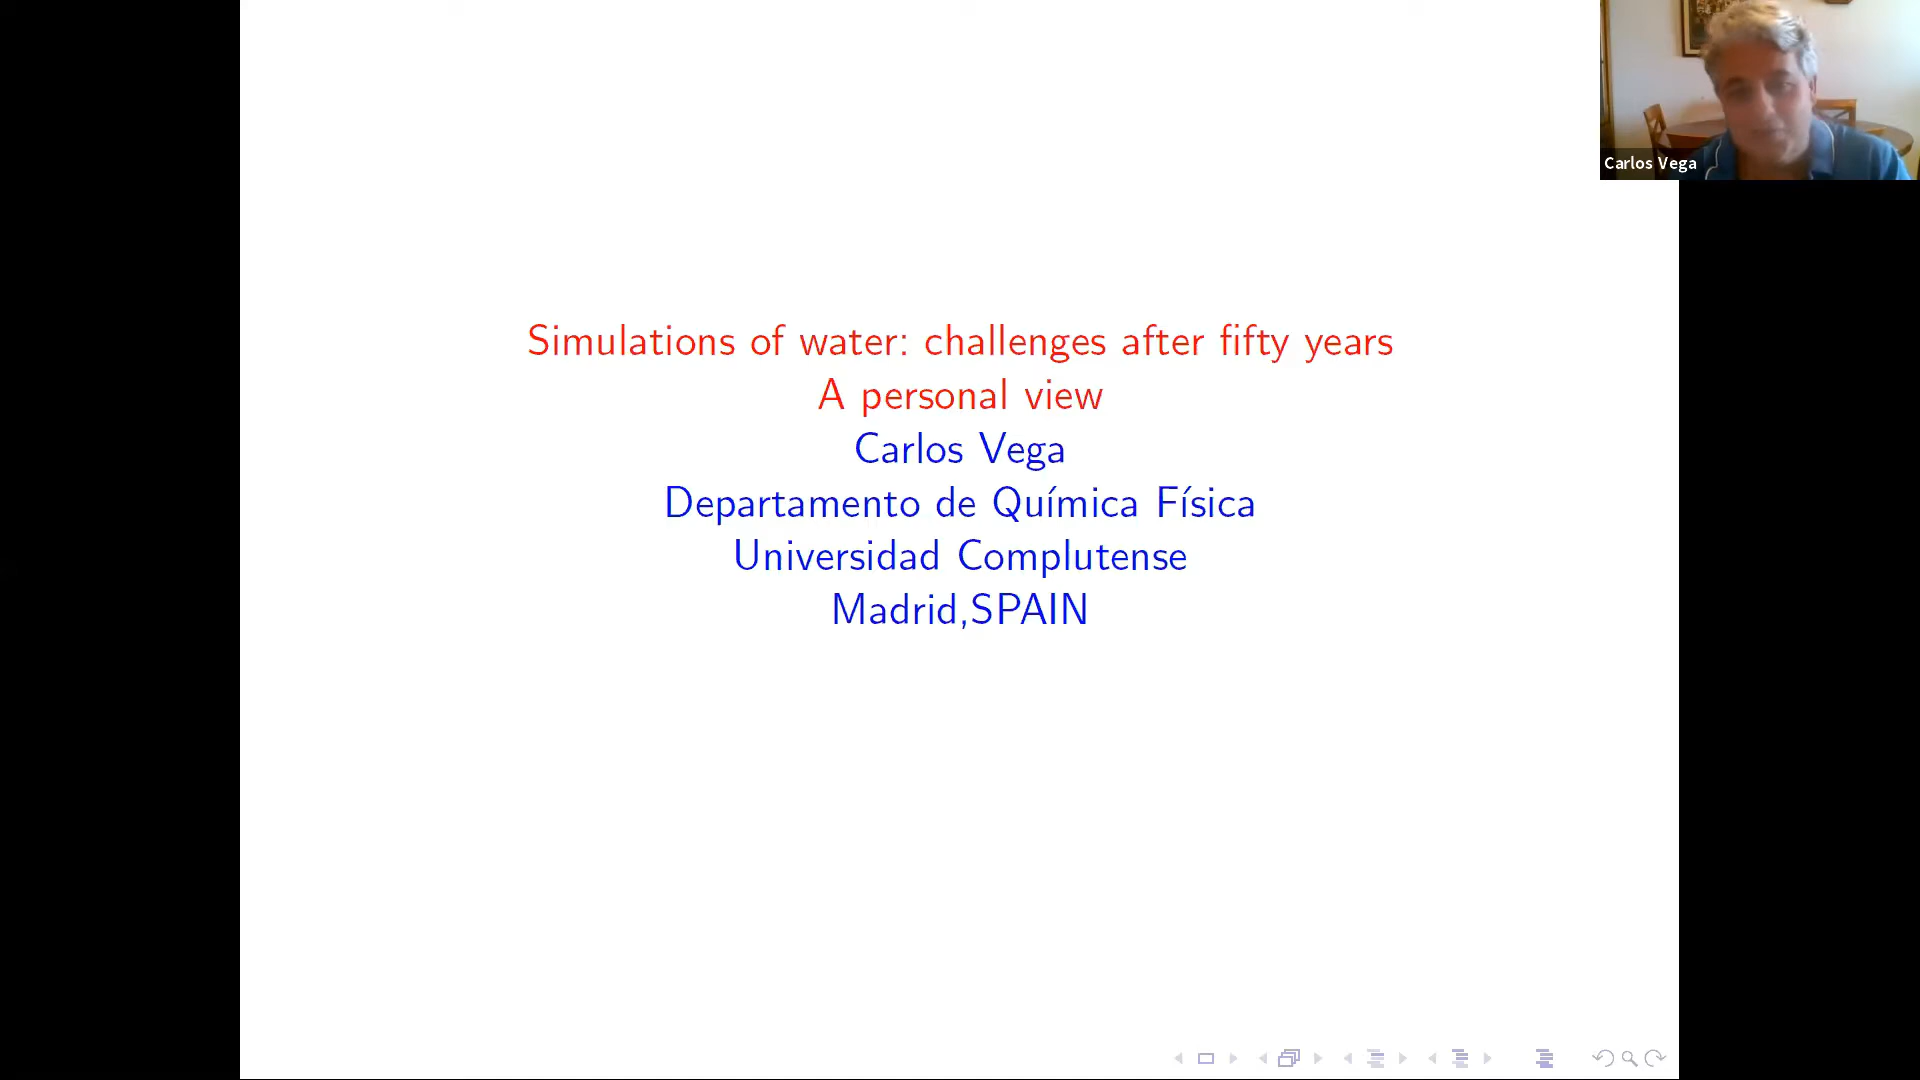 Simulations of water: challenges after fifty years
A personal view
Carlos Vega
Departamento de Química Física
Universidad Complutense
Madrid,SPAIN
Carlos Vega